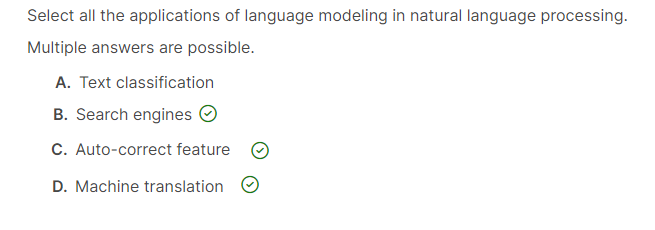 Select all the applications of language modeling in natural language processing.
Multiple answers are possible.
A. Text classification
B. Search engines
C. Auto-correct feature
D. Machine translation